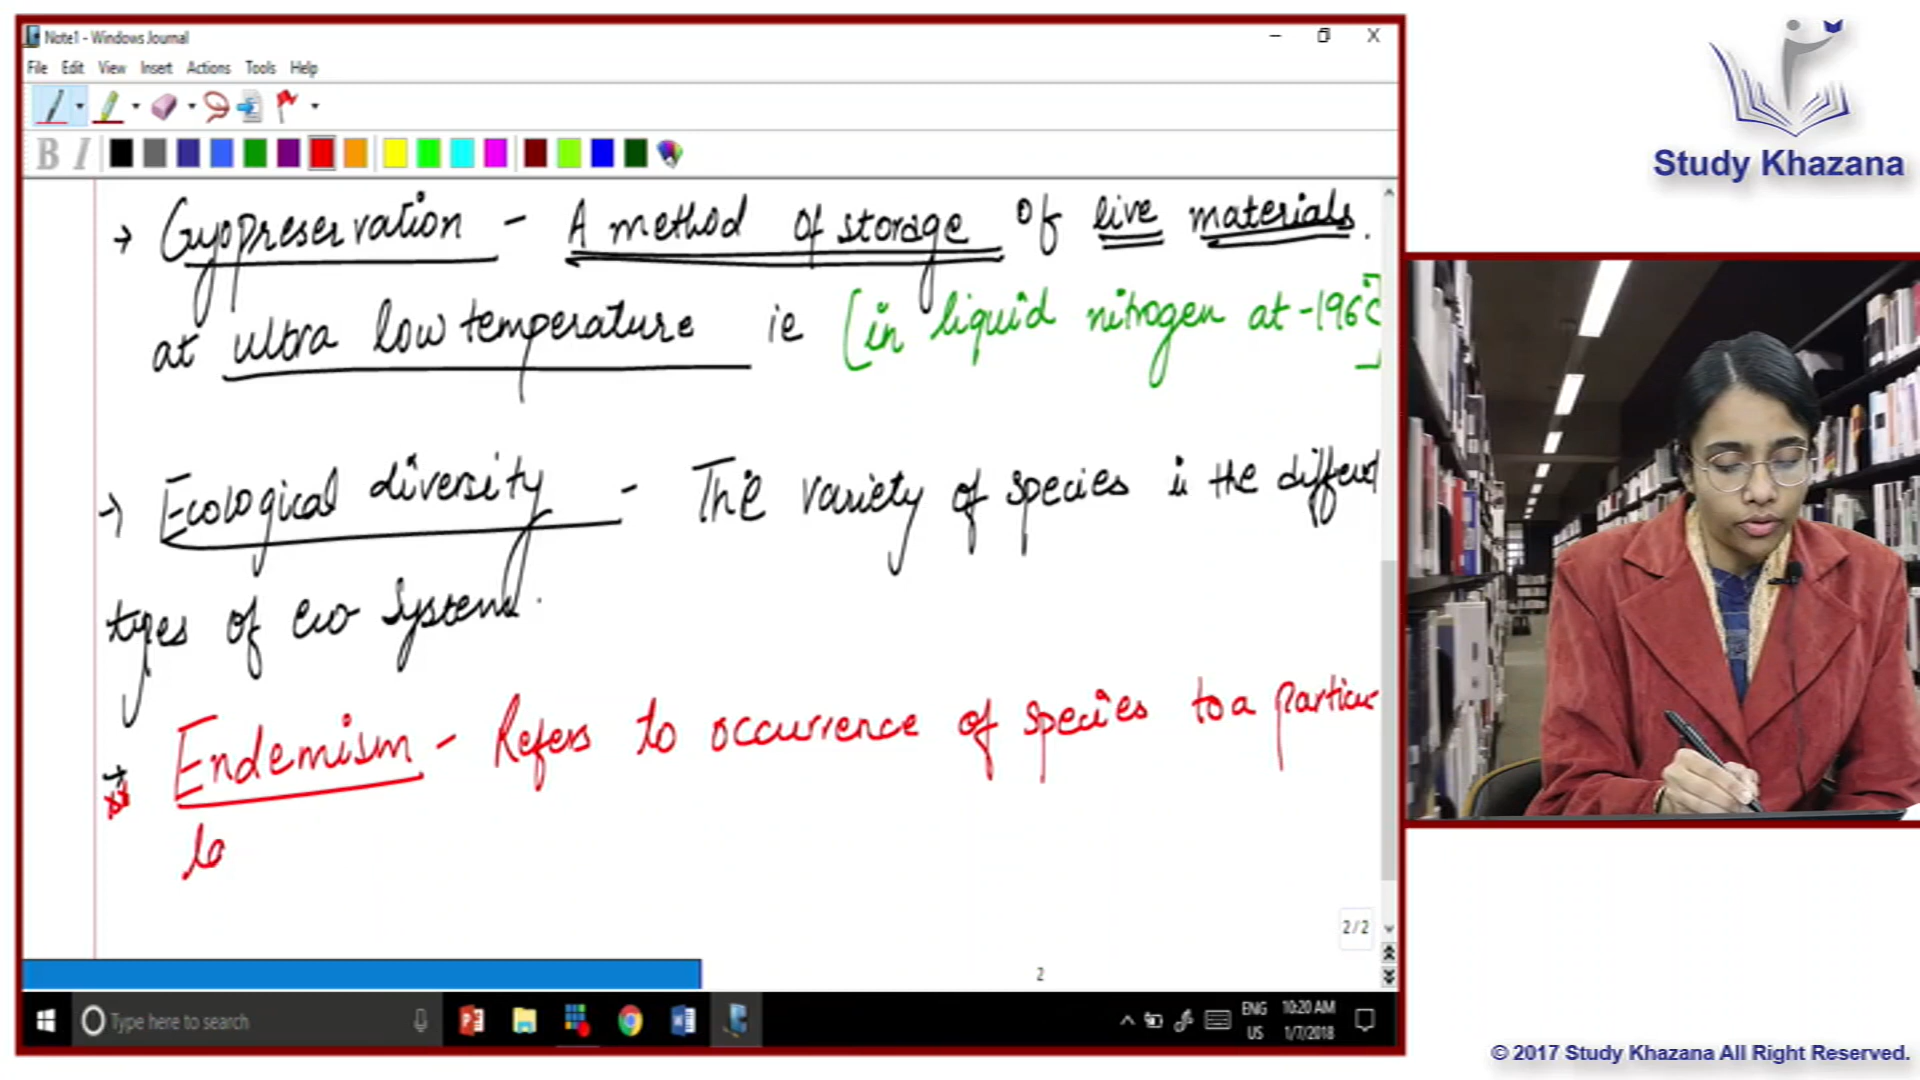 Note1 - Windows Journal
File Edit View Insert Actions Tools Help
B I
→ Cryopreservation - A method of storage of live materials.
at ultra low temperature ie [in liquid nitrogen at -196°C]
→ Ecological diversity - The variety of species in the different
types of eco systems.
→ Endemism - Refers to occurrence of species to a particu
lo
2/2
2
Type here to search
ENG
US
10:20 AM
1/7/2018
Study Khazana
© 2017 Study Khazana All Right Reserved.